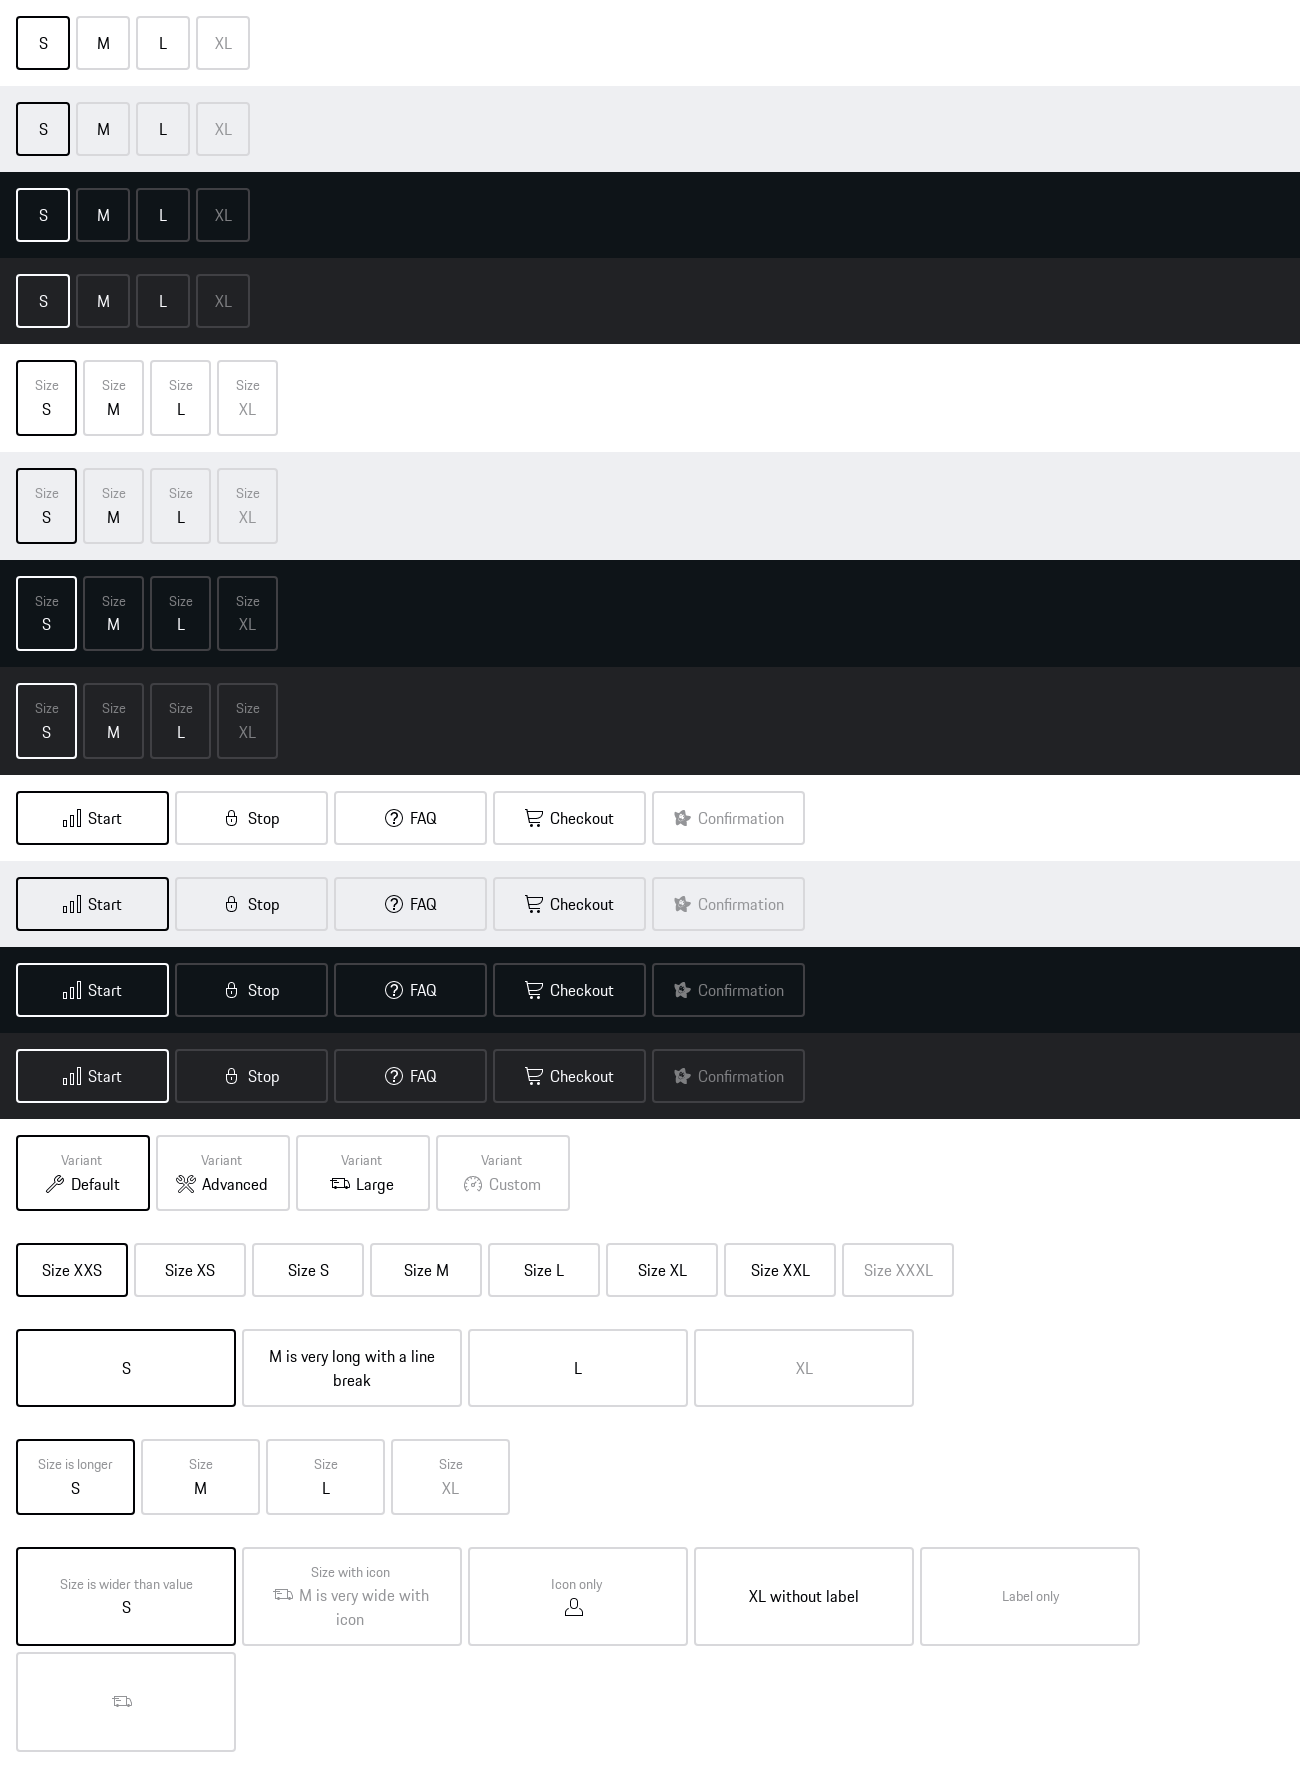 S M L XL
S M L XL
S M L XL
S M L XL
Size Size Size Size
S M L XL
Size Size Size Size
S M L XL
Size Size Size Size
S M L XL
Size Size Size Size
S M L XL
Start Stop FAQ Checkout Confirmation
Start Stop FAQ Checkout Confirmation
Start Stop FAQ Checkout Confirmation
Start Stop FAQ Checkout Confirmation
Variant Variant Variant Variant
Default Advanced Large Custom
Size XXS Size XS Size S Size M Size L Size XL Size XXL Size XXXL
S
M is very long with a line
break
L
XL
Size is longer Size Size Size
S M L XL
Size is wider than value
S
Size with icon
M is very wide with
icon
Icon only
XL without label
Label only